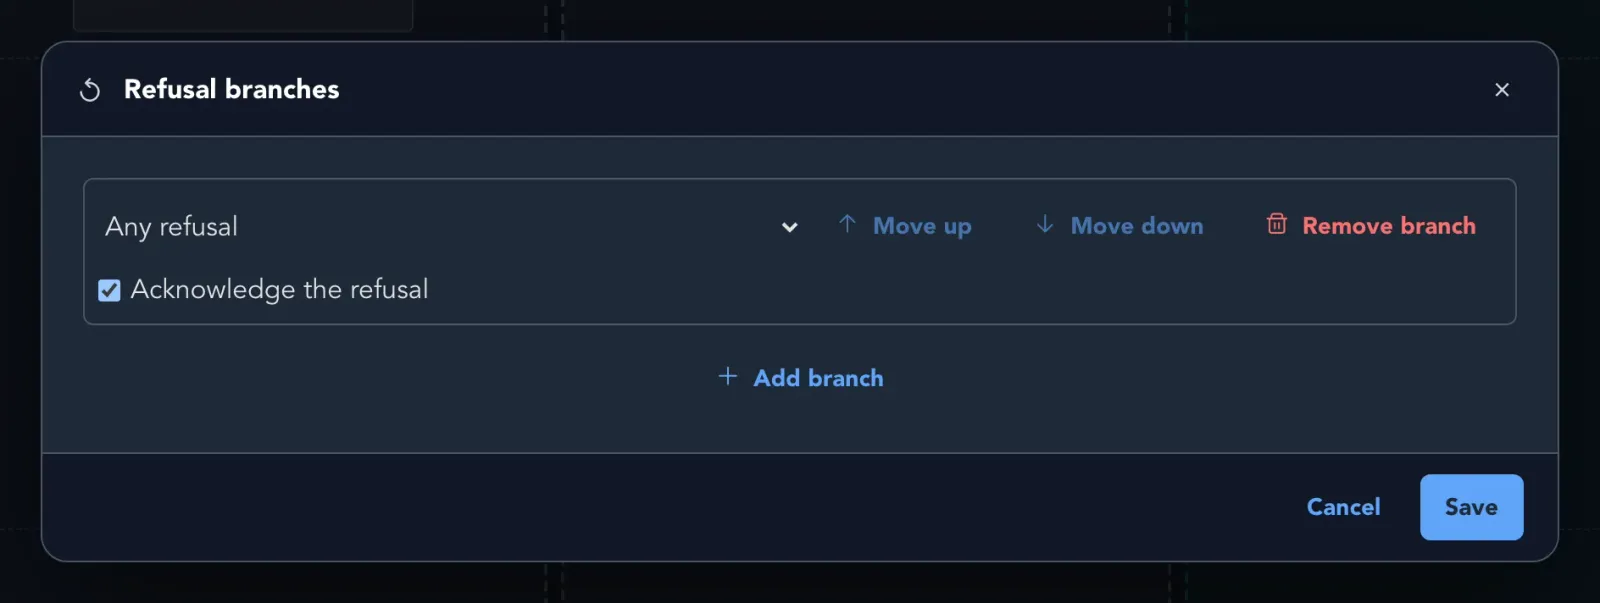 Refusal branches
Any refusal
Move up
Move down
Remove branch
Acknowledge the refusal
Add branch
Cancel
Save